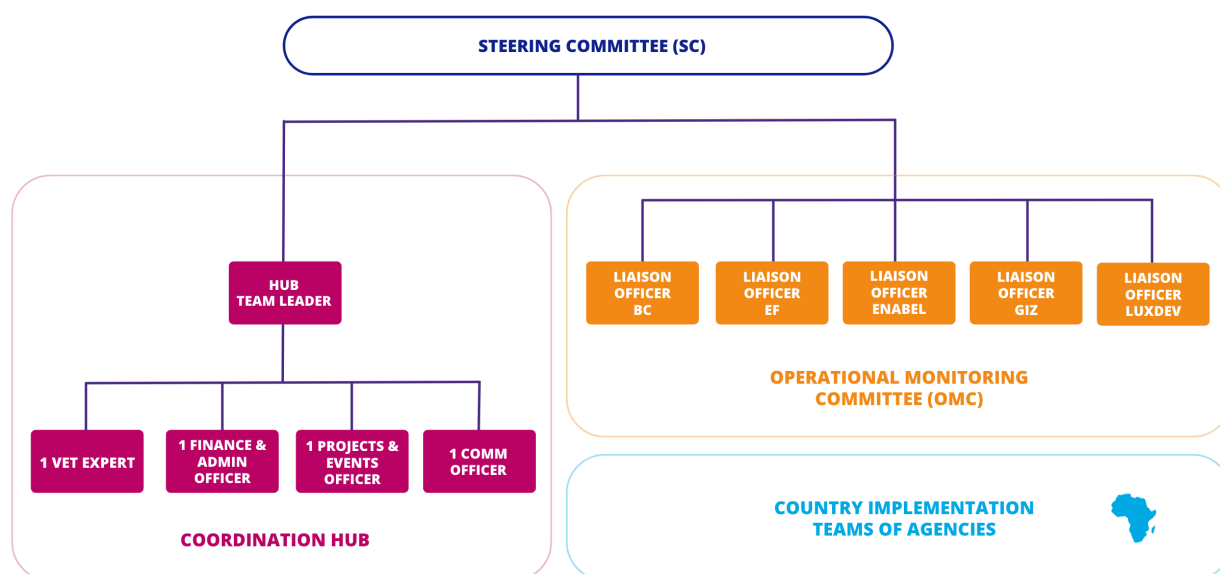 STEERING COMMITTEE (SC)
HUB
TEAM LEADER
1 VET EXPERT
1 FINANCE &
ADMIN
OFFICER
1 PROJECTS &
EVENTS
OFFICER
1 COMM
OFFICER
COORDINATION HUB
LIAISON
OFFICER
BC
LIAISON
OFFICER
EF
LIAISON
OFFICER
ENABEL
LIAISON
OFFICER
GIZ
LIAISON
OFFICER
LUXDEV
OPERATIONAL MONITORING
COMMITTEE (OMC)
COUNTRY IMPLEMENTATION
TEAMS OF AGENCIES